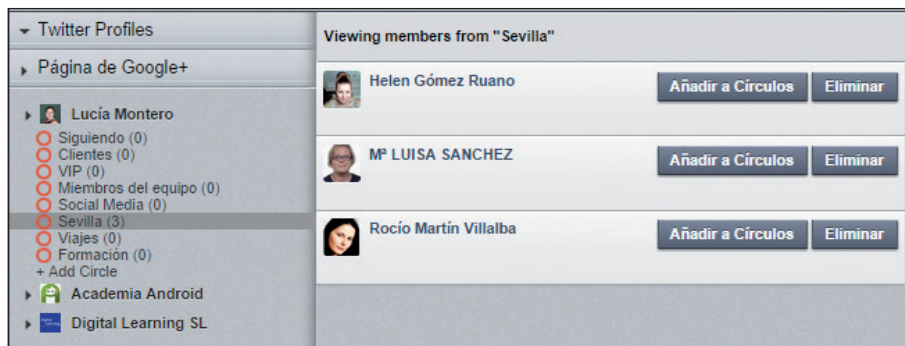 Twitter Profiles
Página de Google+
Lucía Montero
Siguiendo (0)
Clientes (0)
VIP (0)
Miembros del equipo (0)
Social Media (0)
Sevilla (3)
Viajes (0)
Formación (0)
+ Add Circle
Academia Android
Digital Learning SL
Viewing members from "Sevilla"
Helen Gómez Ruano
Añadir a Círculos Eliminar
Mª LUISA SANCHEZ
Añadir a Círculos Eliminar
Rocío Martín Villalba
Añadir a Círculos Eliminar